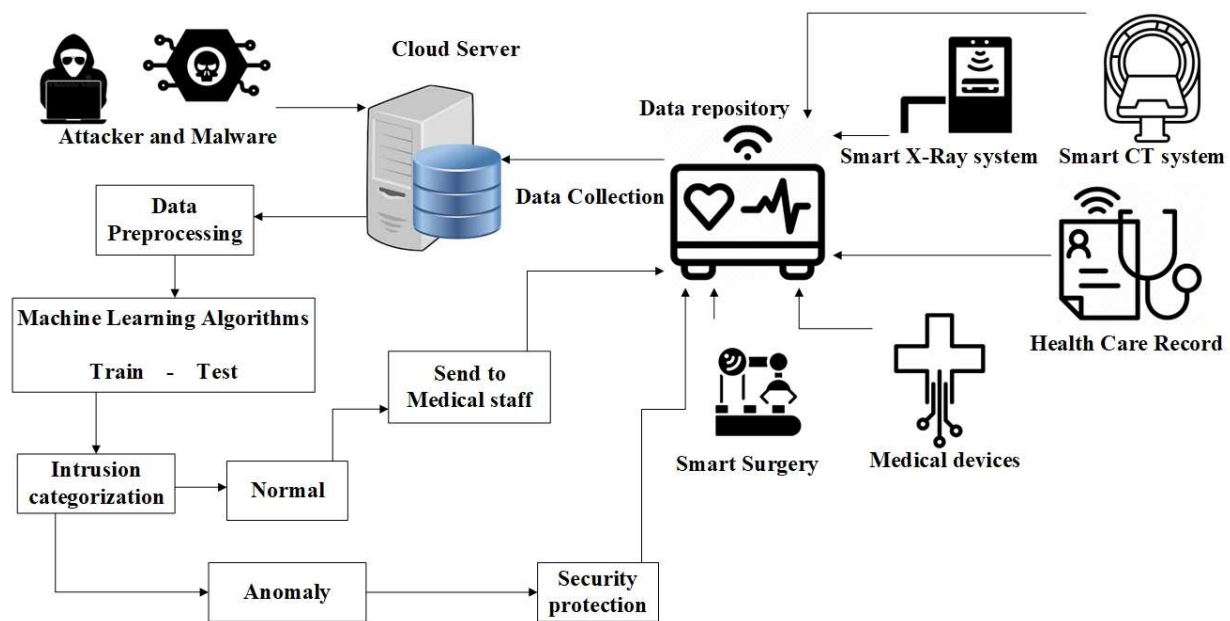 Cloud Server
Attacker and Malware
Data repository
Smart X-Ray system
Smart CT system
Data
Preprocessing
Data Collection
Machine Learning Algorithms
Train - Test
Send to
Medical staff
Health Care Record
Intrusion
categorization
Normal
Smart Surgery
Medical devices
Anomaly
Security
protection